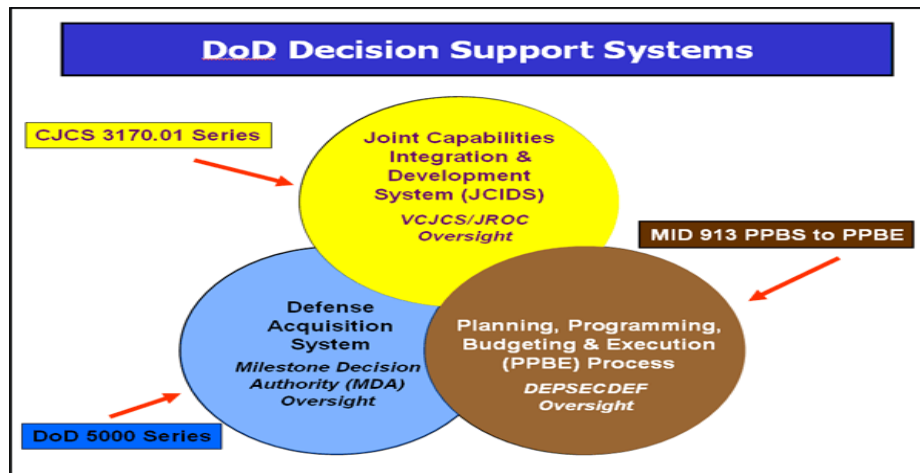 DoD Decision Support Systems
CJCS 3170.01 Series
Joint Capabilities
Integration &
Development
System (JCIDS)
VCJCS/JROC
Oversight
MID 913 PPBS to PPBE
Defense
Acquisition
System
Milestone Decision
Authority (MDA)
Oversight
Planning, Programming,
Budgeting & Execution
(PPBE) Process
DEPSECDEF
Oversight
DoD 5000 Series